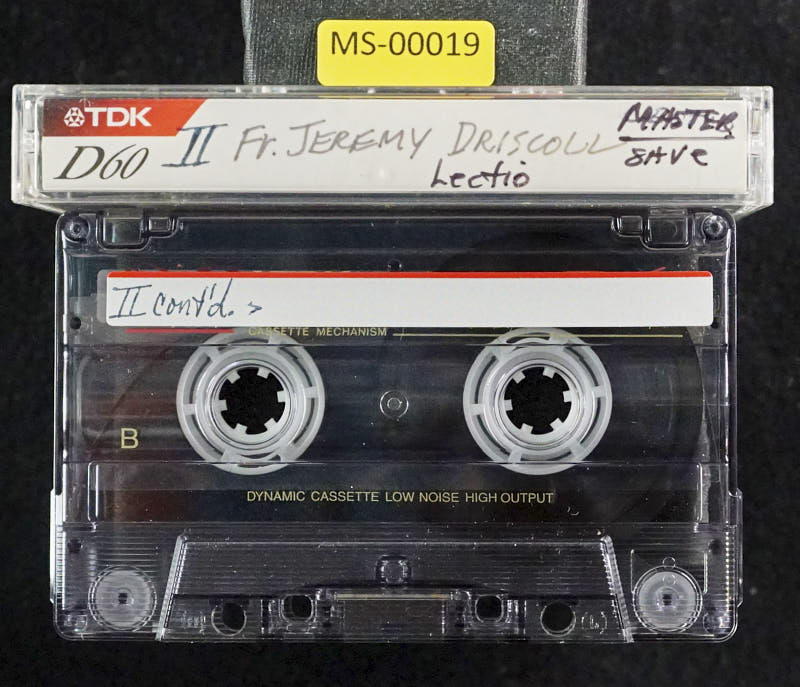 MS-00019
TDK
D60 II Fr. JEREMY DRISCOLL MASTER
Lectio SAVe
II cont'd. >
CASSETTE MECHANISM
B
DYNAMIC CASSETTE LOW NOISE HIGH OUTPUT